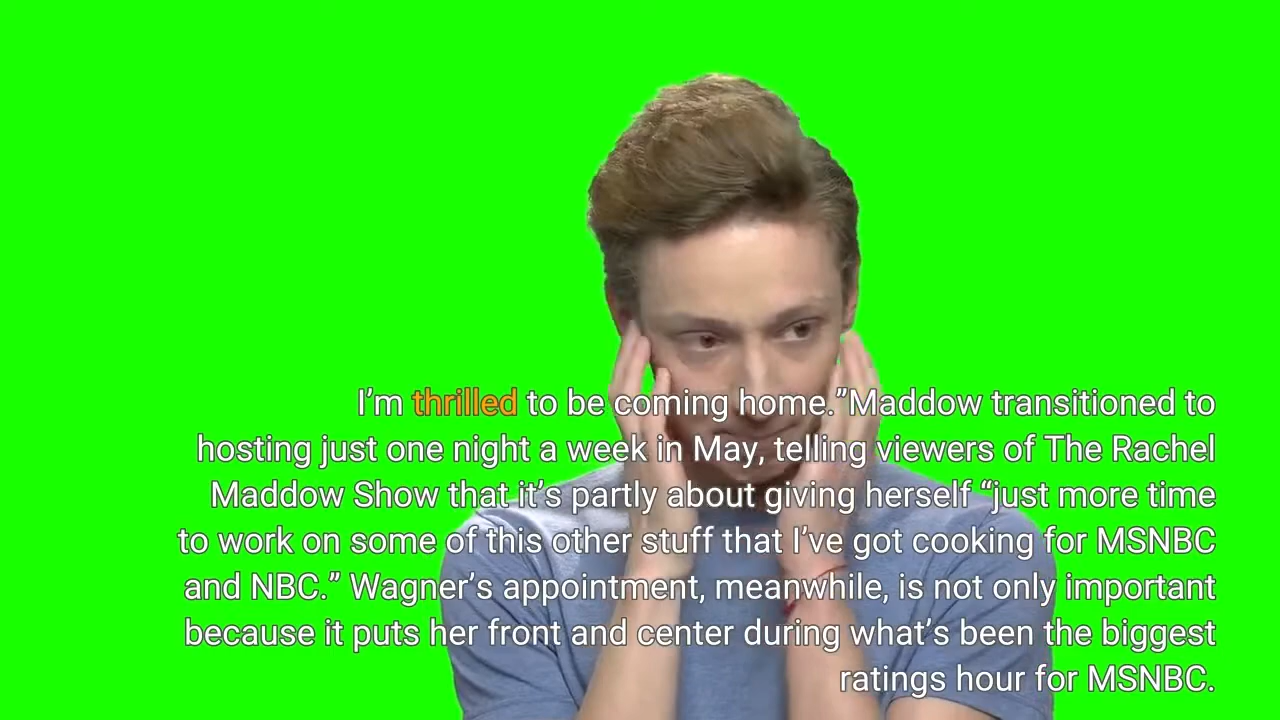 I’m thrilled to be coming home.”Maddow transitioned to
hosting just one night a week in May, telling viewers of The Rachel
Maddow Show that it’s partly about giving herself “just more time
to work on some of this other stuff that I’ve got cooking for MSNBC
and NBC.” Wagner’s appointment, meanwhile, is not only important
because it puts her front and center during what’s been the biggest
ratings hour for MSNBC.